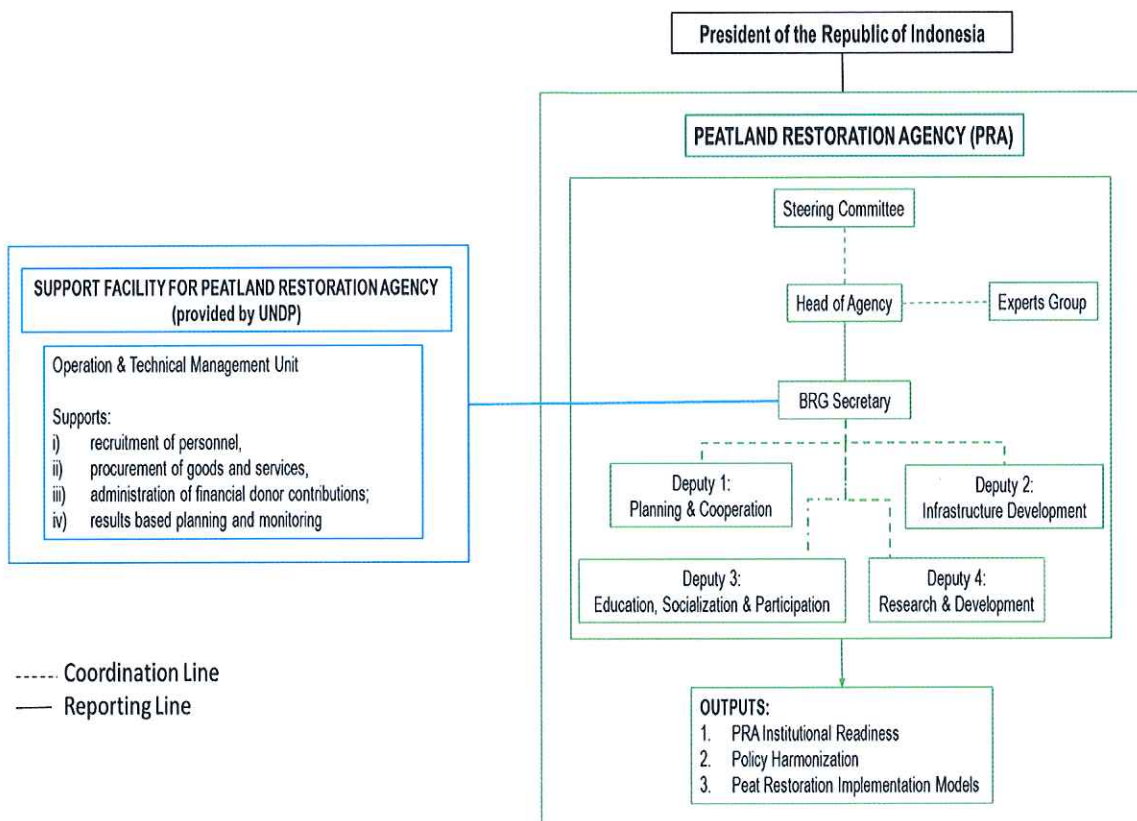 President of the Republic of Indonesia
PEATLAND RESTORATION AGENCY (PRA)
Steering Committee
Head of Agency
Experts Group
BRG Secretary
Deputy 1:
Planning & Cooperation
Deputy 2:
Infrastructure Development
Deputy 3:
Education, Socialization & Participation
Deputy 4:
Research & Development
SUPPORT FACILITY FOR PEATLAND RESTORATION AGENCY
(provided by UNDP)
Operation & Technical Management Unit
Supports:
i) recruitment of personnel,
ii) procurement of goods and services,
iii) administration of financial donor contributions;
iv) results based planning and monitoring
Coordination Line
Reporting Line
OUTPUTS:
1. PRA Institutional Readiness
2. Policy Harmonization
3. Peat Restoration Implementation Models